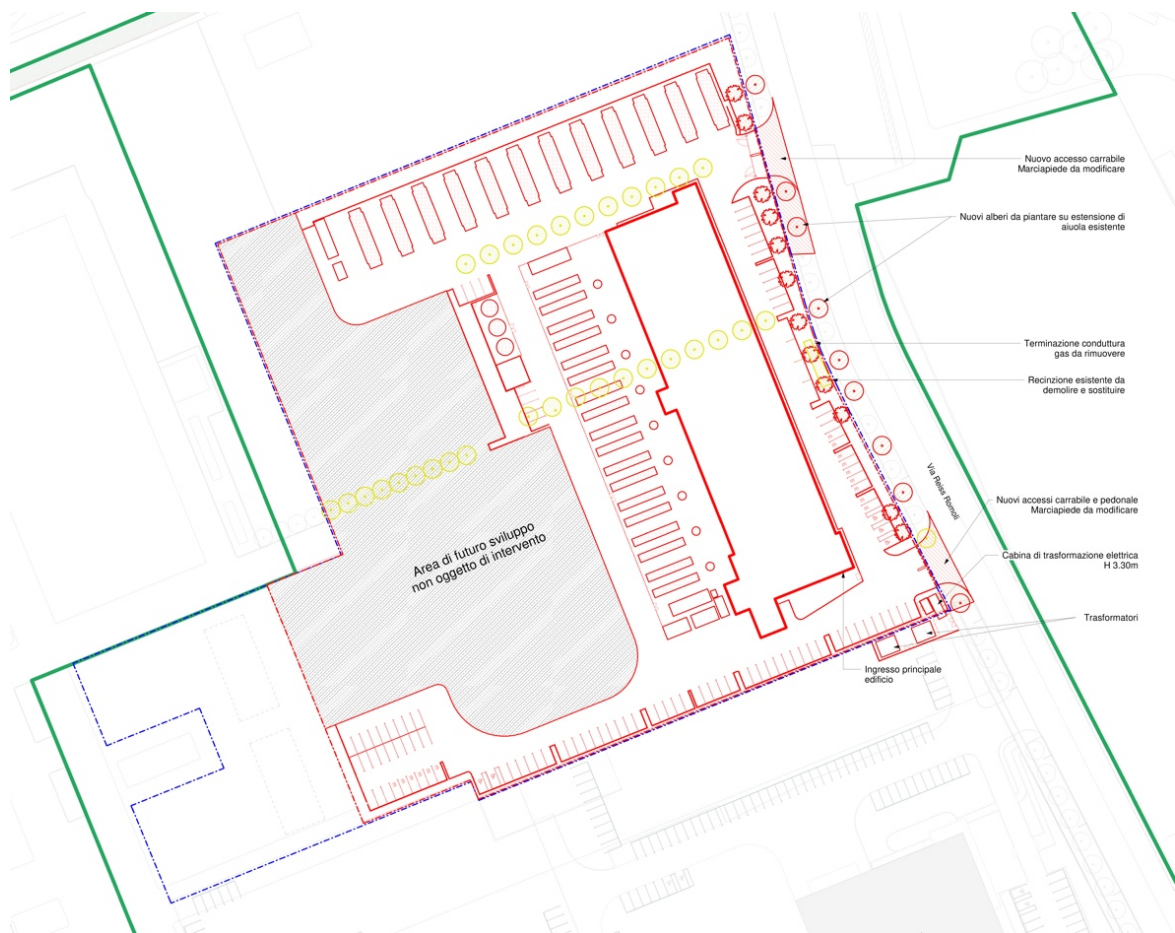 Nuovo accesso carrabile
Marciapiede da modificare
Nuovi alberi da piantare su estensione di
aiuola esistente
Terminazione conduttura
gas da rimuovere
Recinzione esistente da
demolire e sostituire
Via Reiss Romoli
Nuovi accessi carrabile e pedonale
Marciapiede da modificare
Cabina di trasformazione elettrica
H 3.30m
Trasformatori
Ingresso principale
edificio
Area di futuro sviluppo
non oggetto di intervento